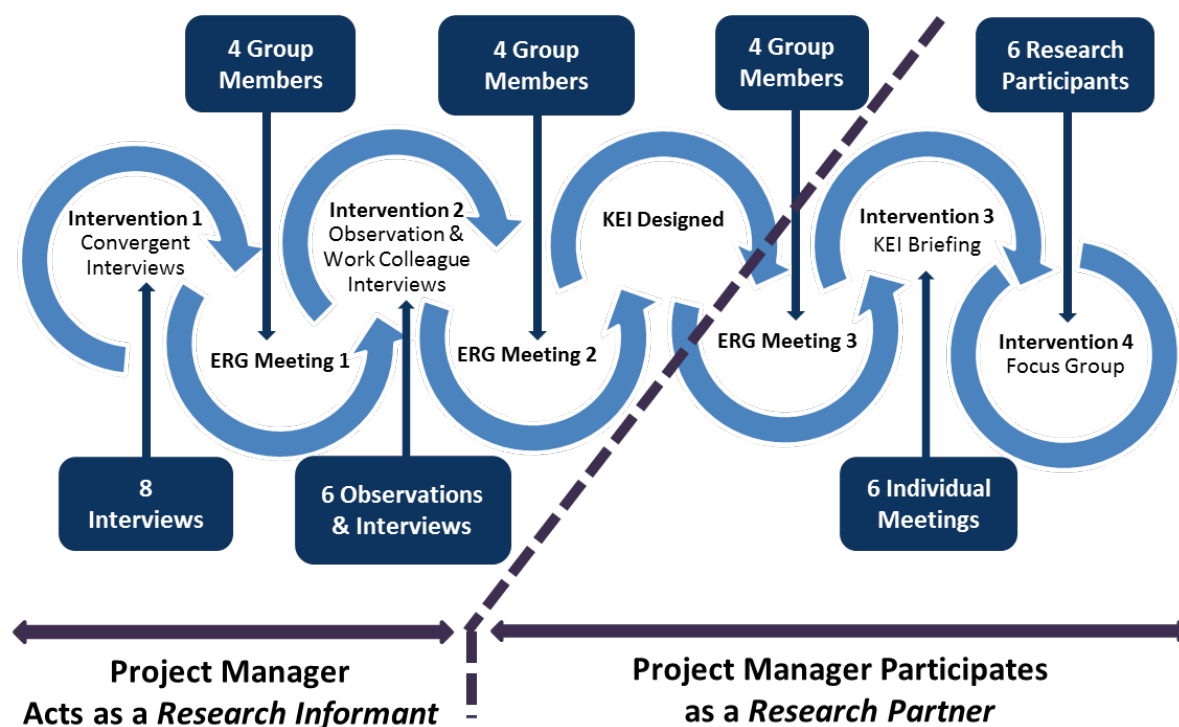 4 Group
Members
4 Group
Members
4 Group
Members
6 Research
Participants
Intervention 1
Convergent
Interviews
Intervention 2
Observation &
Work Colleague
Interviews
KEI Designed
Intervention 3
KEI Briefing
ERG Meeting 1
ERG Meeting 2
ERG Meeting 3
Intervention 4
Focus Group
8
Interviews
6 Observations
& Interviews
6 Individual
Meetings
Project Manager
Acts as a Research Informant
Project Manager Participates
as a Research Partner